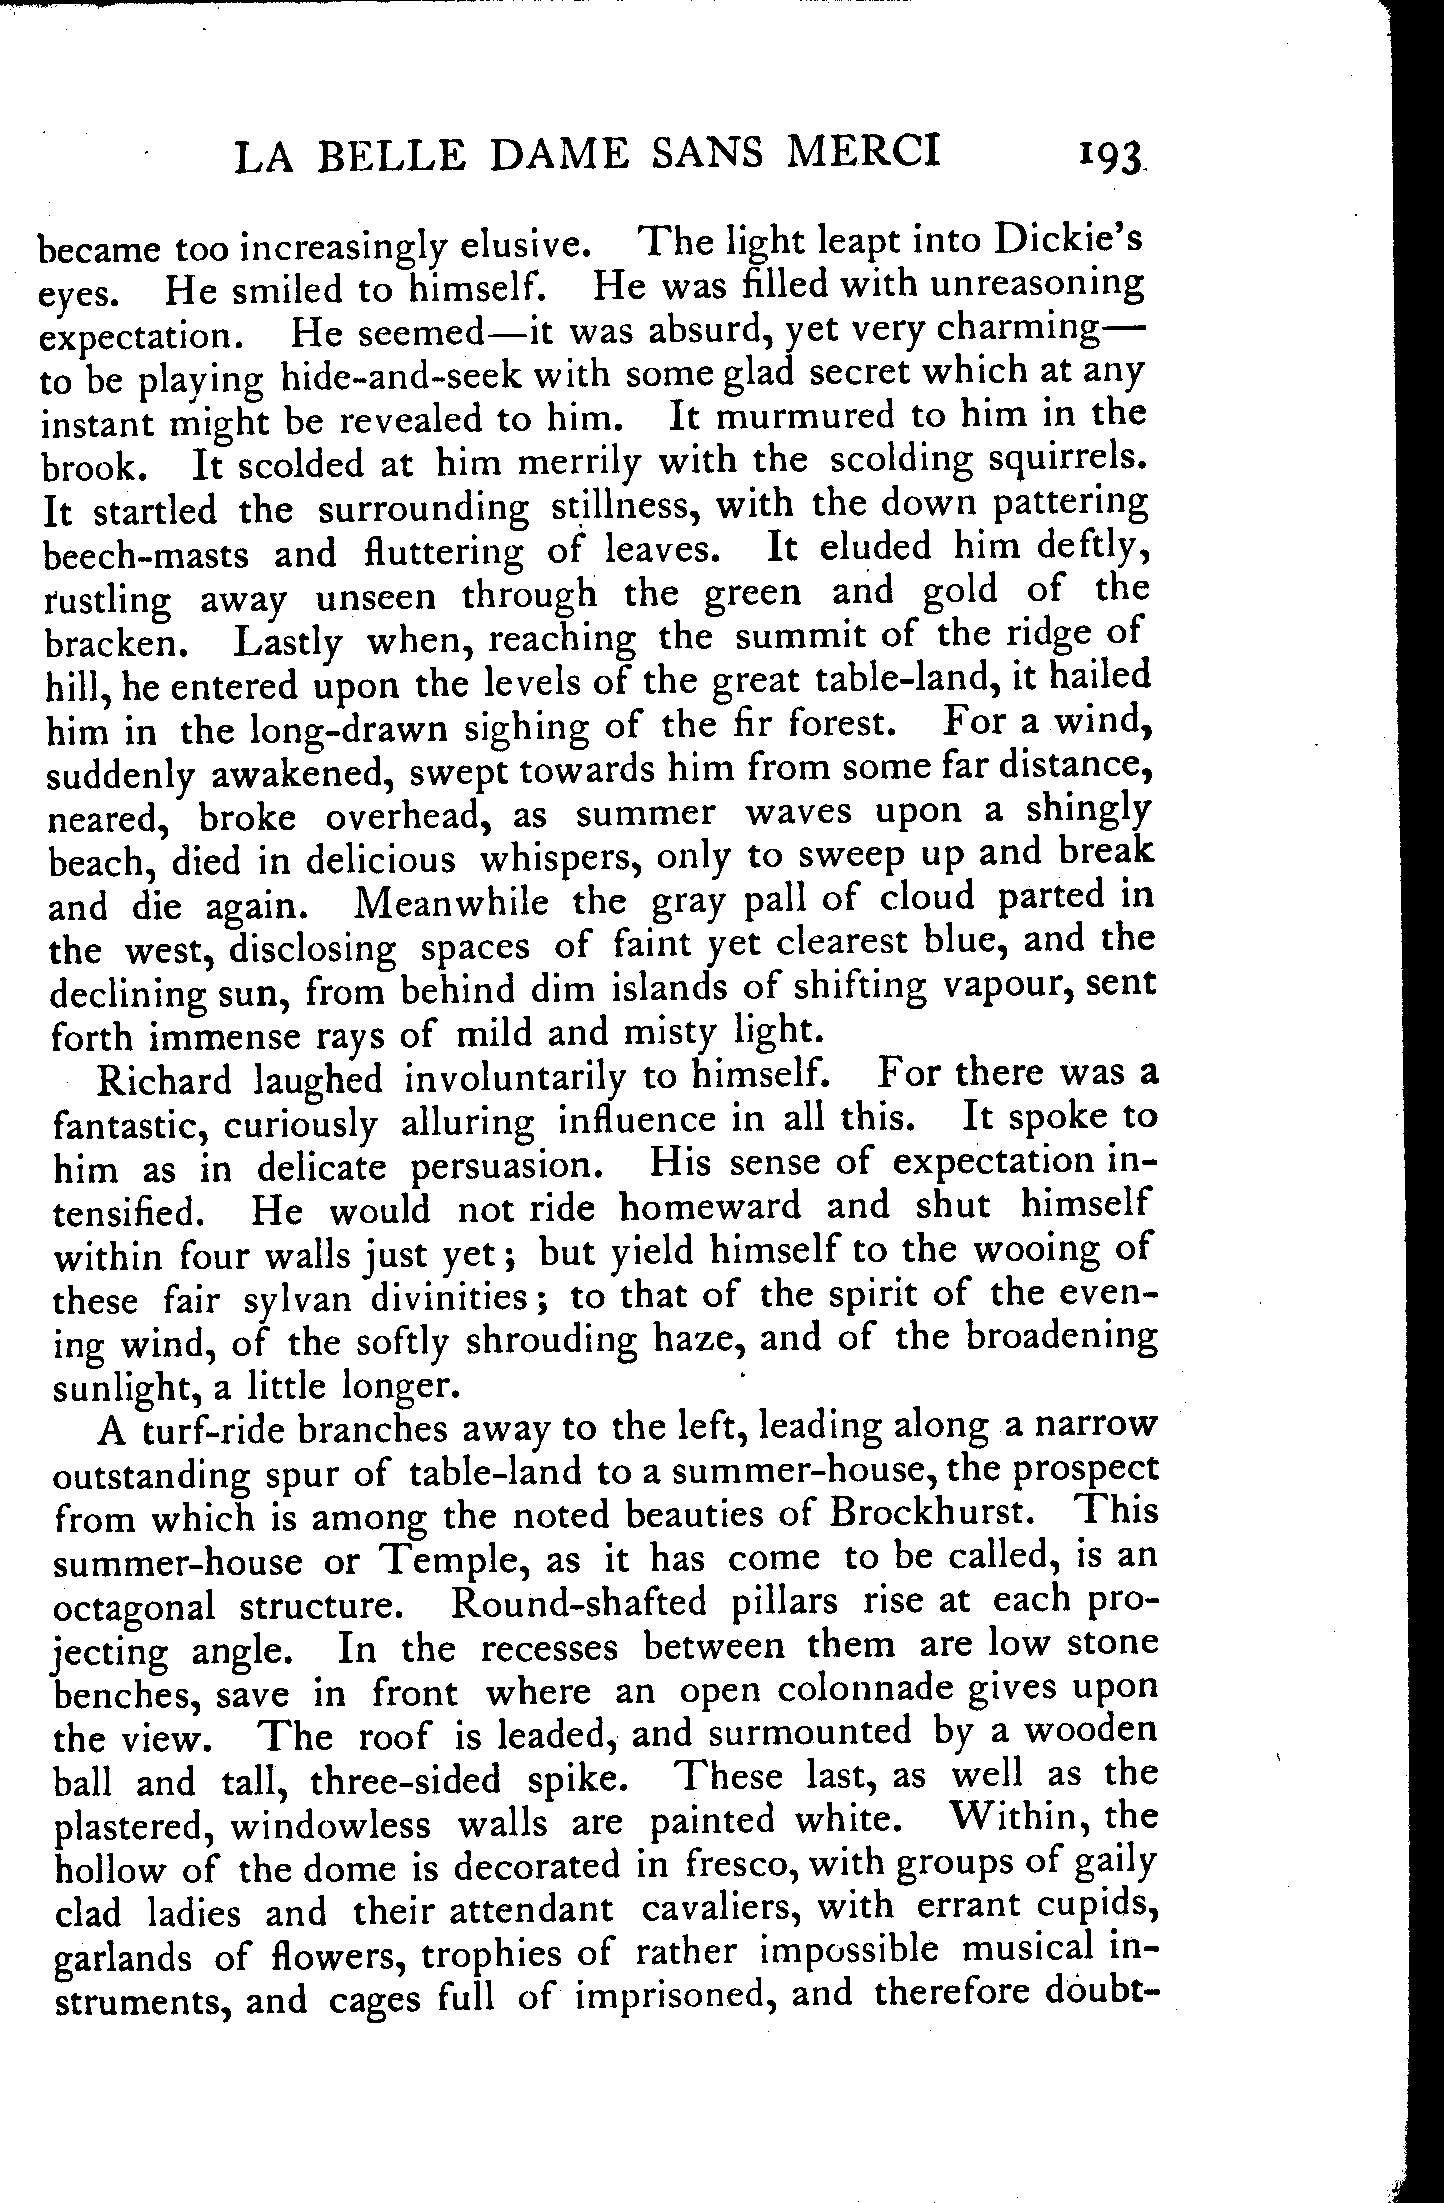 LA BELLE DAME SANS MERCI 193
became too increasingly elusive. The light leapt into Dickie's
eyes. He smiled to himself. He was filled with unreasoning
expectation. He seemed—it was absurd, yet very charming—
to be playing hide-and-seek with some glad secret which at any
instant might be revealed to him. It murmured to him in the
brook. It scolded at him merrily with the scolding squirrels.
It startled the surrounding stillness, with the down pattering
beech-masts and fluttering of leaves. It eluded him deftly,
rustling away unseen through the green and gold of the
bracken. Lastly when, reaching the summit of the ridge of
hill, he entered upon the levels of the great table-land, it hailed
him in the long-drawn sighing of the fir forest. For a wind,
suddenly awakened, swept towards him from some far distance,
neared, broke overhead, as summer waves upon a shingly
beach, died in delicious whispers, only to sweep up and break
and die again. Meanwhile the gray pall of cloud parted in
the west, disclosing spaces of faint yet clearest blue, and the
declining sun, from behind dim islands of shifting vapour, sent
forth immense rays of mild and misty light.
Richard laughed involuntarily to himself. For there was a
fantastic, curiously alluring influence in all this. It spoke to
him as in delicate persuasion. His sense of expectation in-
tensified. He would not ride homeward and shut himself
within four walls just yet; but yield himself to the wooing of
these fair sylvan divinities; to that of the spirit of the even-
ing wind, of the softly shrouding haze, and of the broadening
sunlight, a little longer.
A turf-ride branches away to the left, leading along a narrow
outstanding spur of table-land to a summer-house, the prospect
from which is among the noted beauties of Brockhurst. This
summer-house or Temple, as it has come to be called, is an
octagonal structure. Round-shafted pillars rise at each pro-
jecting angle. In the recesses between them are low stone
benches, save in front where an open colonnade gives upon
the view. The roof is leaded, and surmounted by a wooden
ball and tall, three-sided spike. These last, as well as the
plastered, windowless walls are painted white. Within, the
hollow of the dome is decorated in fresco, with groups of gaily
clad ladies and their attendant cavaliers, with errant cupids,
garlands of flowers, trophies of rather impossible musical in-
struments, and cages full of imprisoned, and therefore doubt-